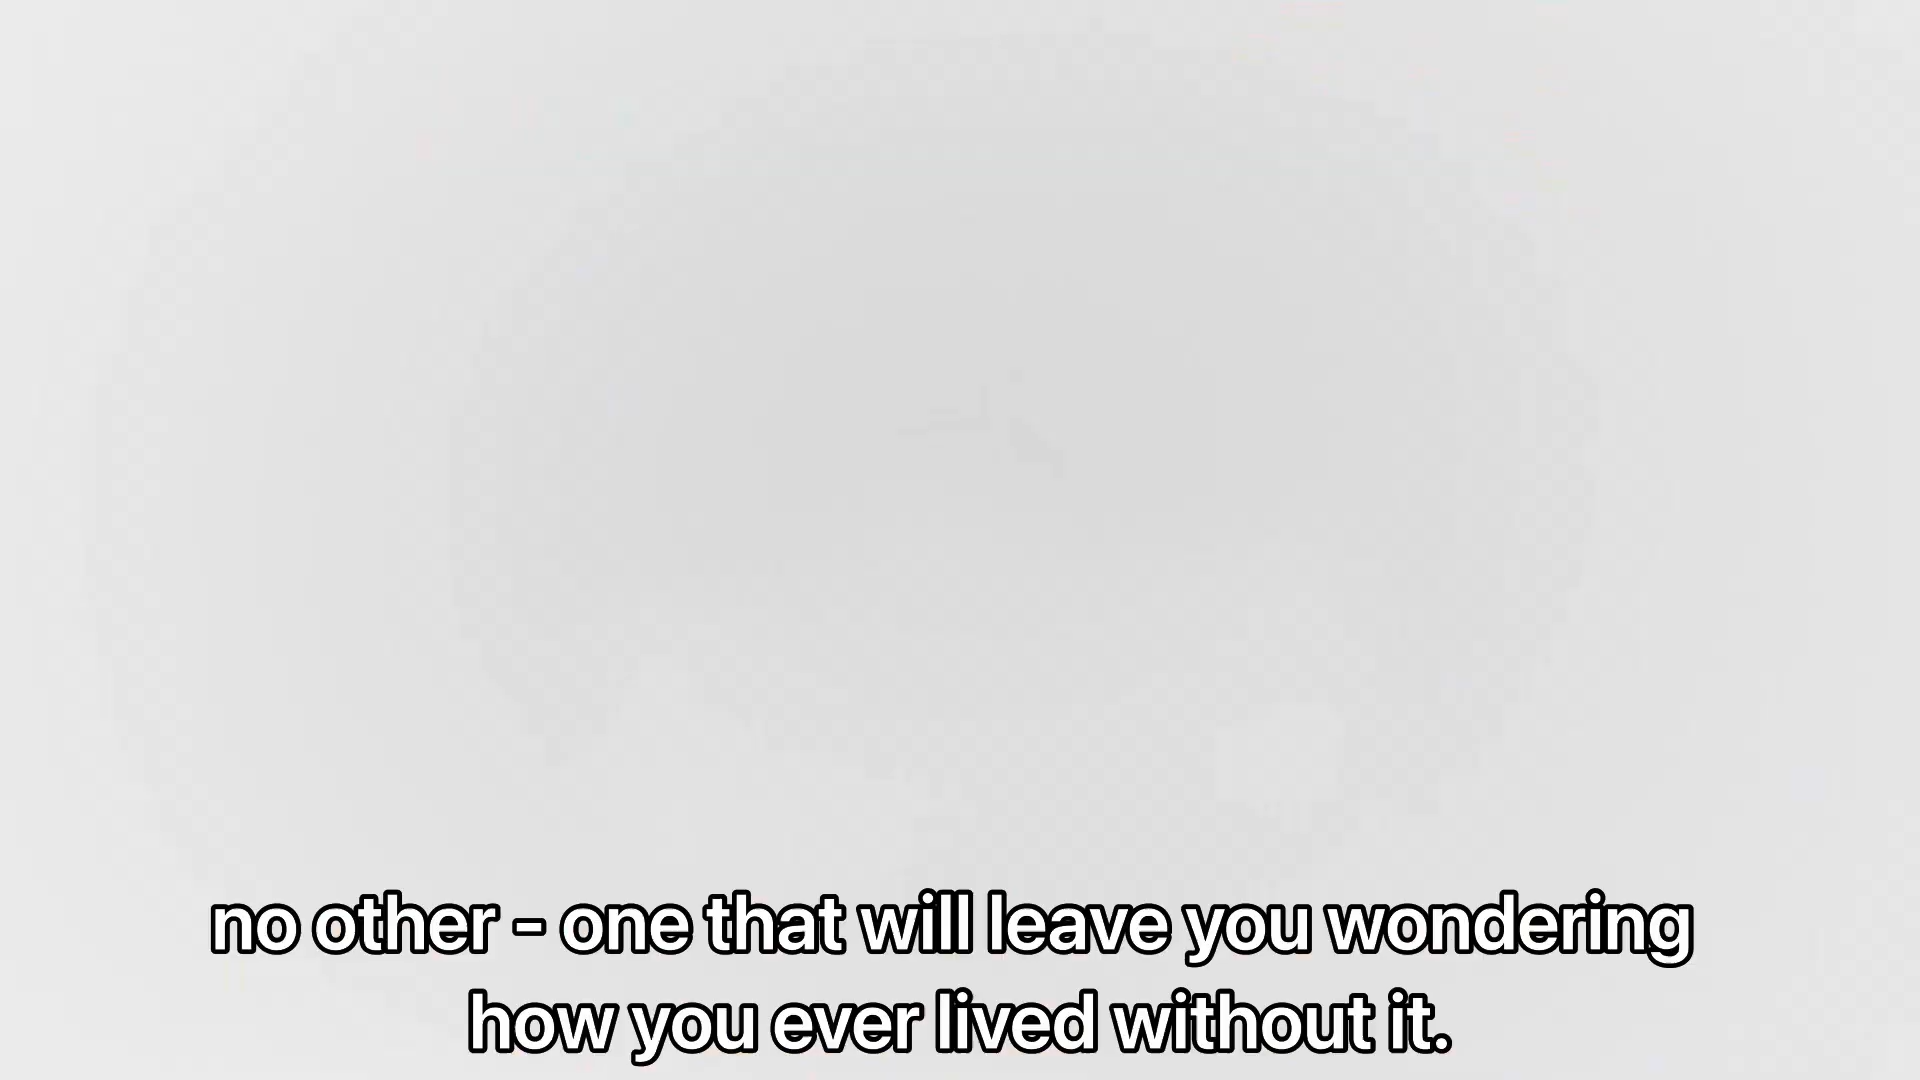 no other - one that will leave you wondering
how you ever lived without it.